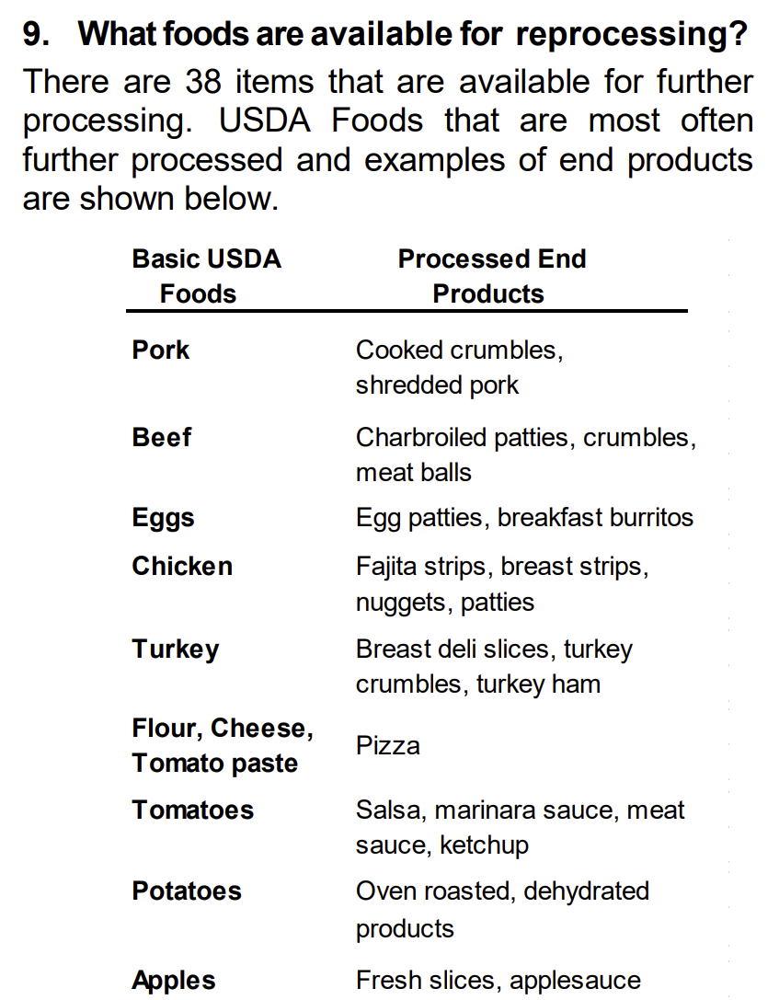 9. What foods are available for reprocessing?
There are 38 items that are available for further
processing. USDA Foods that are most often
further processed and examples of end products
are shown below.
Basic USDA Foods
Processed End Products
Pork
Cooked crumbles,
shredded pork
Beef
Charbroiled patties, crumbles,
meat balls
Eggs
Egg patties, breakfast burritos
Chicken
Fajita strips, breast strips,
nuggets, patties
Turkey
Breast deli slices, turkey
crumbles, turkey ham
Flour, Cheese,
Tomato paste
Pizza
Tomatoes
Salsa, marinara sauce, meat
sauce, ketchup
Potatoes
Oven roasted, dehydrated
products
Apples
Fresh slices, applesauce